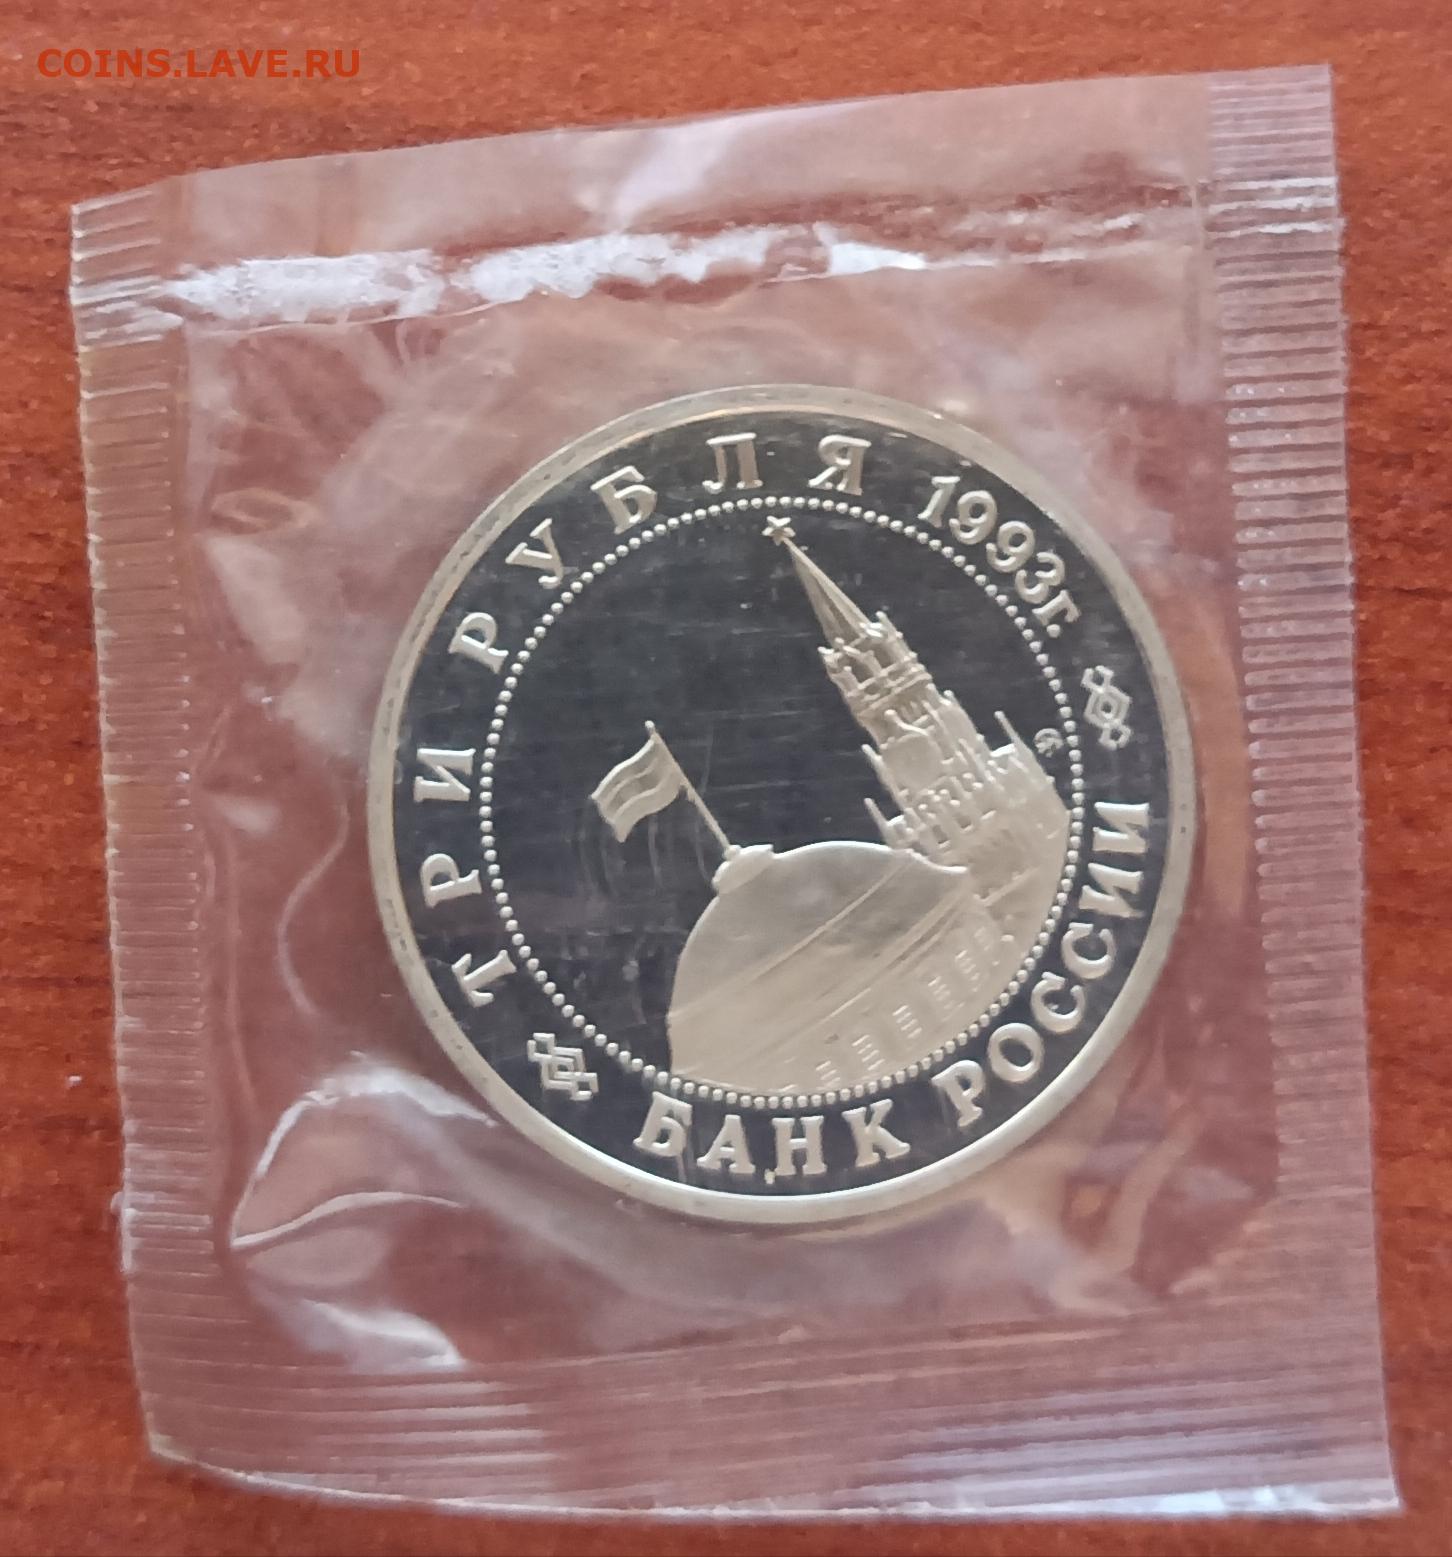 COINS.LAVE.RU
ТРИ РУБЛЯ 1993г.
БАНК РОССИИ